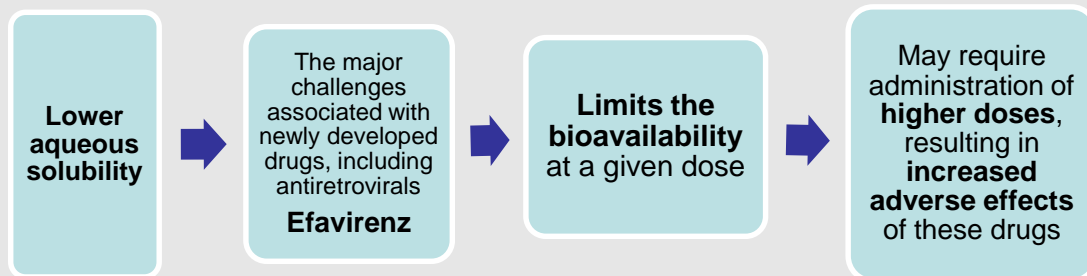 Lower
aqueous
solubility
The major
challenges
associated with
newly developed
drugs, including
antiretrovirals
Efavirenz
Limits the
bioavailability
at a given dose
May require
administration of
higher doses,
resulting in
increased
adverse effects
of these drugs